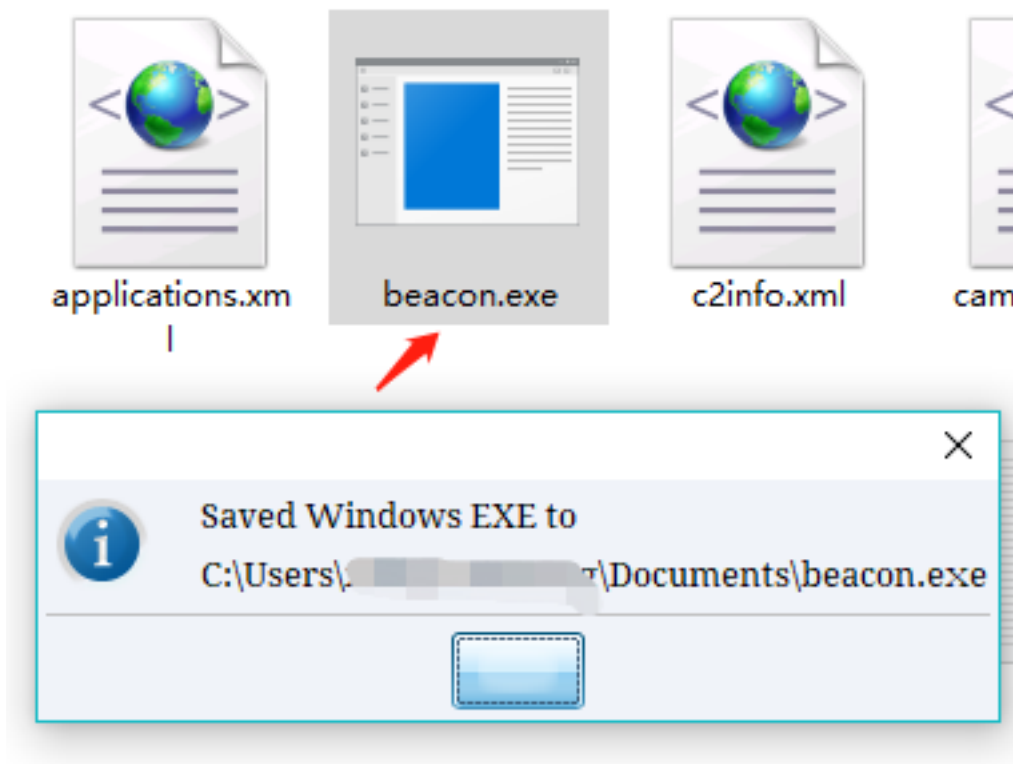 applications.xm
l
beacon.exe
c2info.xml
cam
Saved Windows EXE to
C:\Users\ \Documents\beacon.exe